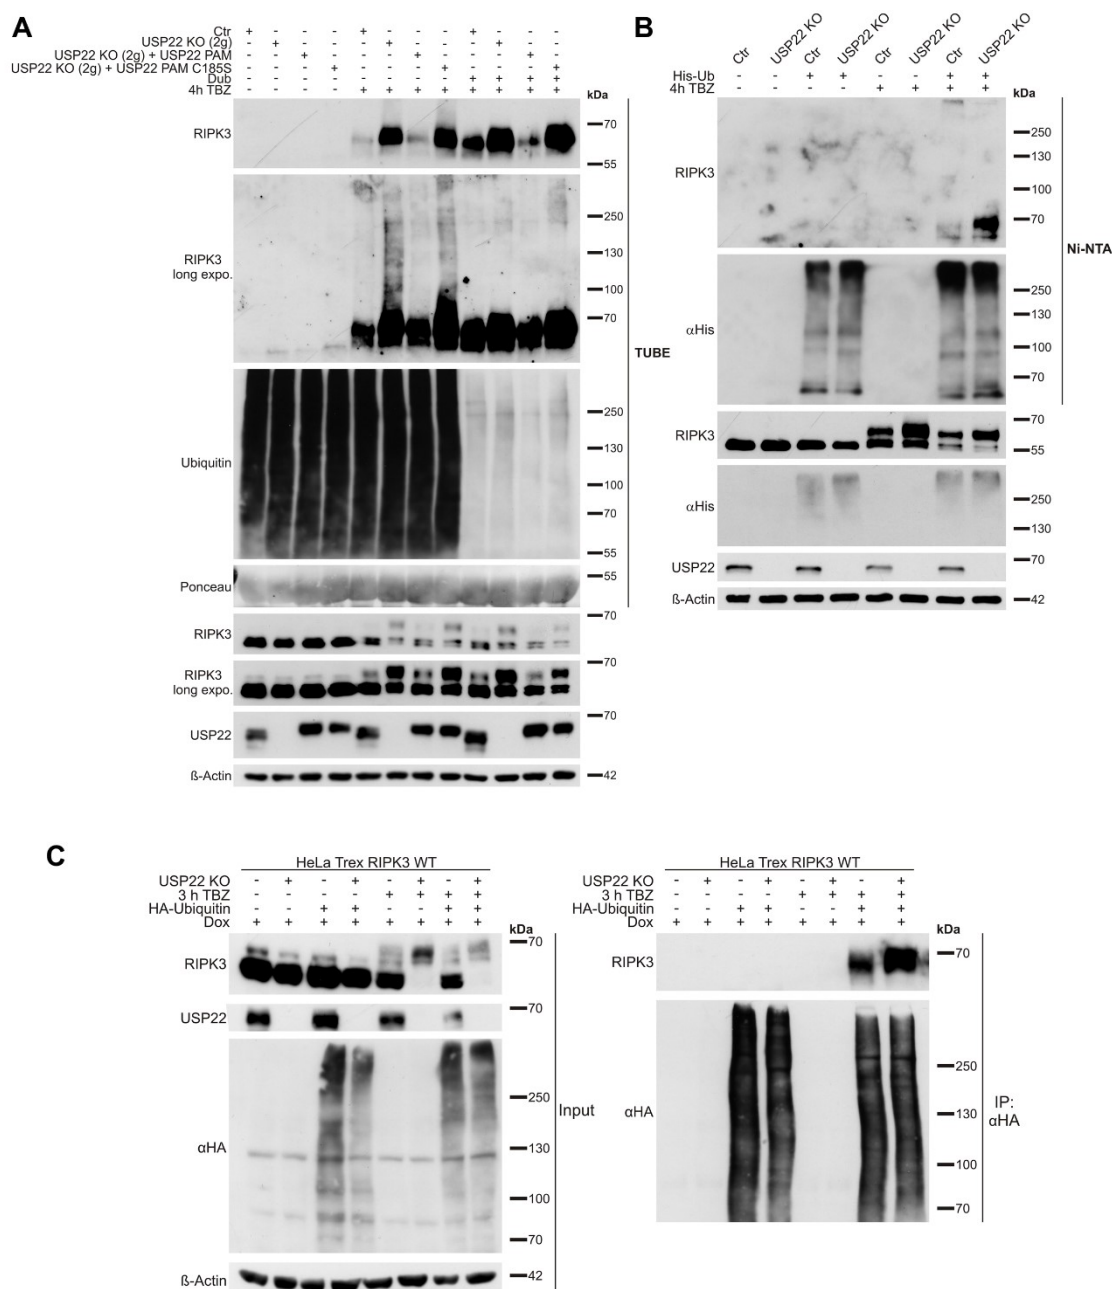 A
Ctr + - - - + - - - + - - -
USP22 KO (2g) - + - - - + - - - + - -
USP22 KO (2g) + USP22 PAM - - + - - - + - - - + -
USP22 KO (2g) + USP22 PAM C185S - - - + - - - + - - - +
Dub - - - - - - - - + + + +
4h TBZ - - - - + + + + + + + +
kDa
RIPK3
70
55
RIPK3
long expo.
250
130
100
70
Ubiquitin
250
130
100
70
55
Ponceau
55
TUBE
RIPK3
70
RIPK3
long expo.
70
USP22
70
ß-Actin
42
B
Ctr USP22 KO Ctr USP22 KO Ctr USP22 KO Ctr USP22 KO
His-Ub - - + + - - + +
4h TBZ - - - - + + + +
kDa
RIPK3
250
130
100
70
αHis
250
130
100
70
Ni-NTA
RIPK3
70
55
αHis
250
130
USP22
70
ß-Actin
42
C
HeLa Trex RIPK3 WT
USP22 KO - + - + - + - +
3 h TBZ - - - - + + + +
HA-Ubiquitin - - + + - - + +
Dox + + + + + + + +
kDa
RIPK3
70
USP22
70
αHA
250
130
100
70
ß-Actin
42
Input
HeLa Trex RIPK3 WT
USP22 KO - + - + - + - +
3 h TBZ - - - - + + + +
HA-Ubiquitin - - + + - - + +
Dox + + + + + + + +
kDa
RIPK3
70
αHA
250
130
100
70
IP:
αHA